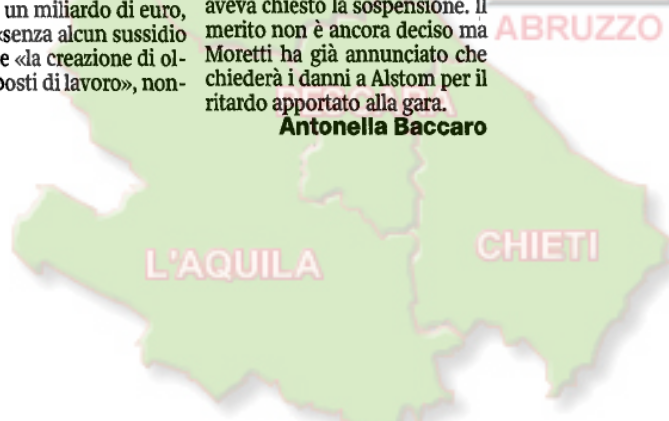 un miliardo di euro,
«senza alcun sussidio
e «la creazione di ol-
posti di lavoro», non-
aveva chiesto la sospensione. Il
merito non è ancora deciso ma
Moretti ha già annunciato che
chiederà i danni a Alstom per il
ritardo apportato alla gara.
Antonella Baccaro
ABRUZZO
PESCARA
L'AQUILA
CHIETI